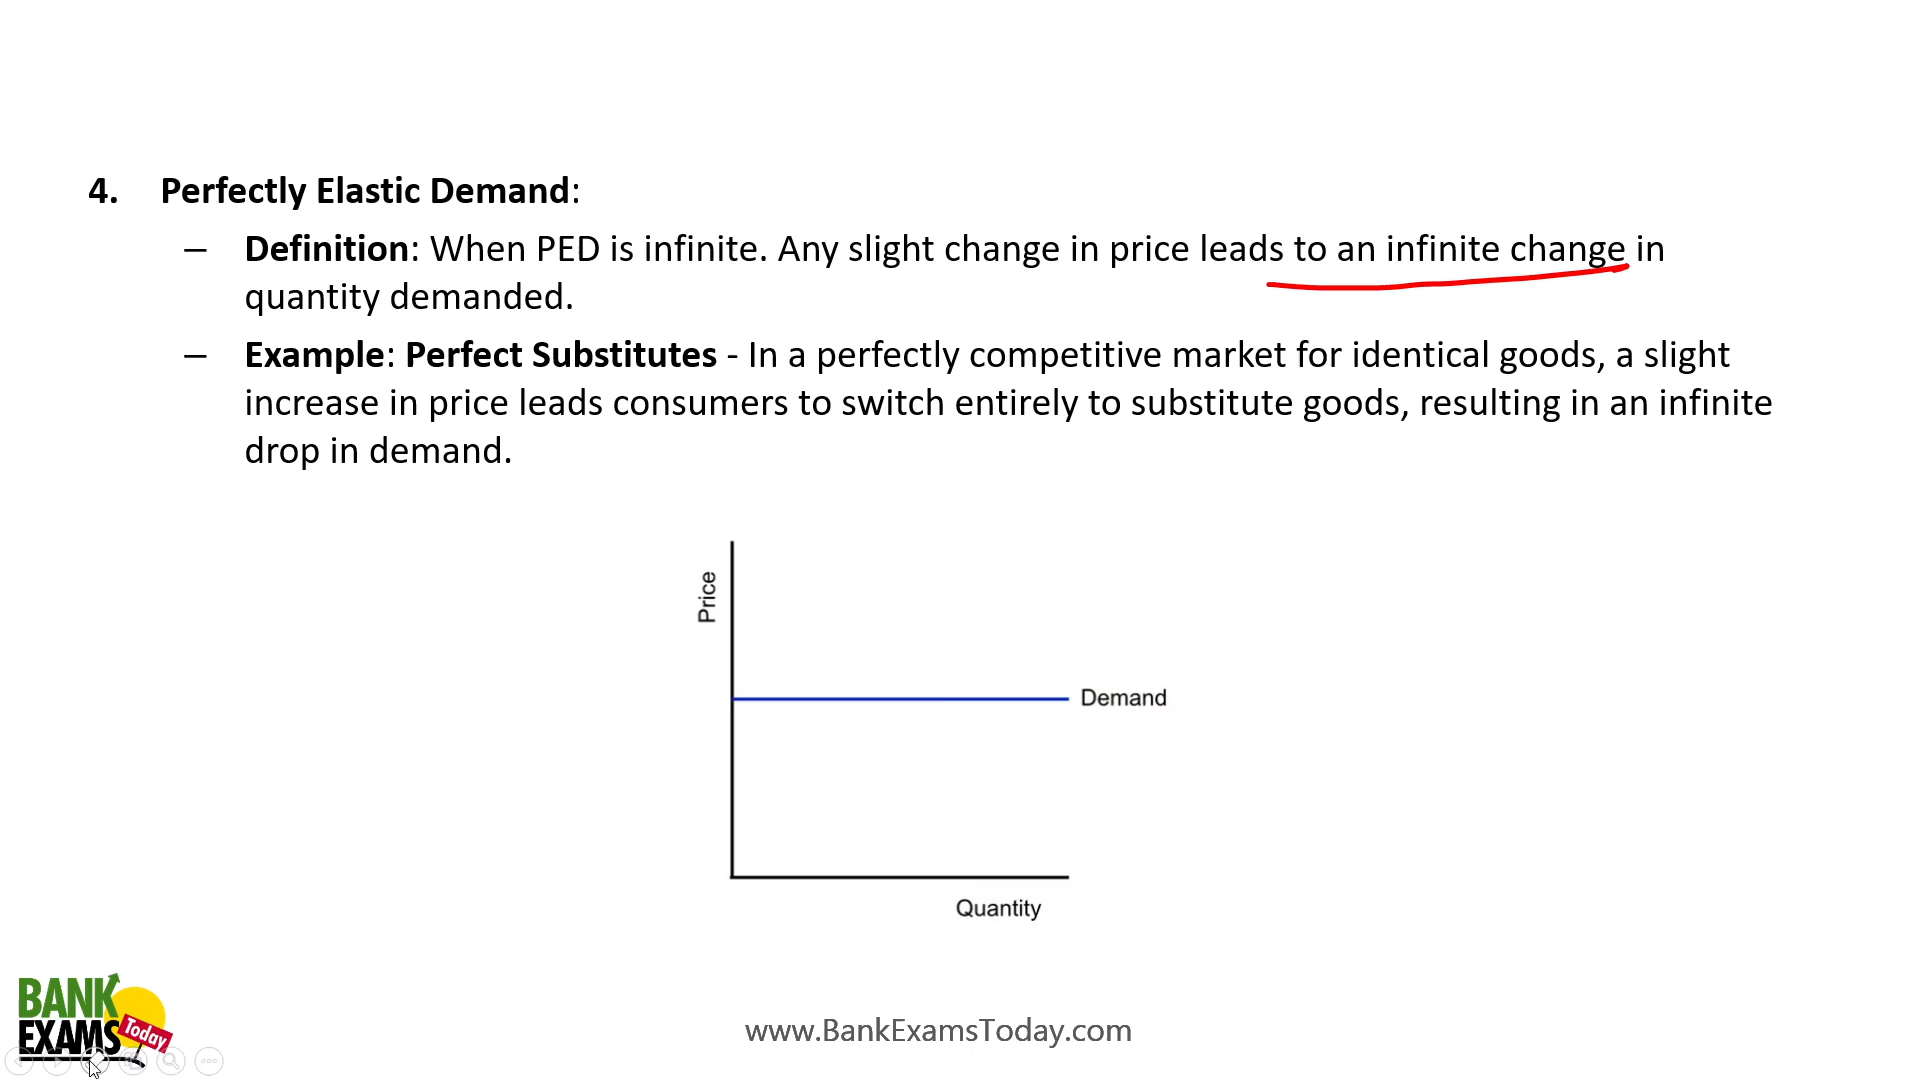 4. Perfectly Elastic Demand:
– Definition: When PED is infinite. Any slight change in price leads to an infinite change in
quantity demanded.
– Example: Perfect Substitutes - In a perfectly competitive market for identical goods, a slight
increase in price leads consumers to switch entirely to substitute goods, resulting in an infinite
drop in demand.
Price
Demand
Quantity
BANK
EXAMS
Today
www.BankExamsToday.com